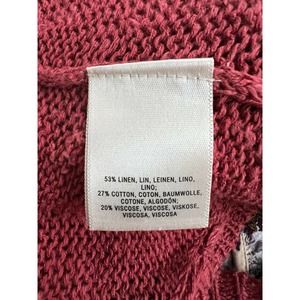 53% LINEN, LIN, LEINEN, LINO,
LINO;
27% COTTON, COTON, BAUMWOLLE,
COTONE, ALGODÓN;
20% VISCOSE, VISCOSE, VISKOSE,
VISCOSA, VISCOSA